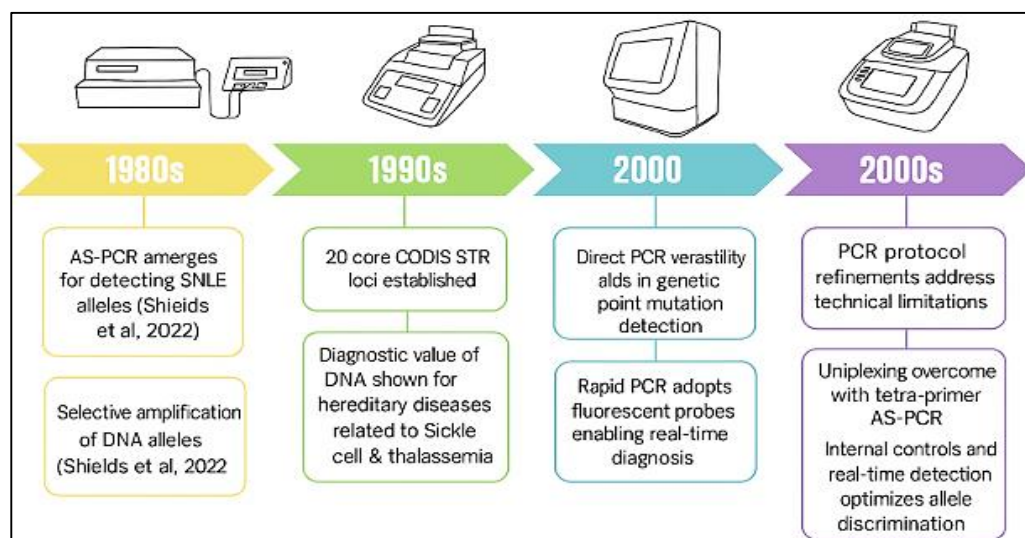 1980s
1990s
2000
2000s
AS-PCR amerges
for detecting SNLE
alleles (Shieids
et al, 2022)
Selective amplification
of DNA alleles
(Shields et al, 2022
20 core CODIS STR
loci established
Diagnostic value of
DNA shown for
hereditary diseases
related to Sickle
cell & thalassemia
Direct PCR verastility
alds in genetic
point mutation
detection
Rapid PCR adopts
fluorescent probes
enabling real-time
diagnosis
PCR protocol
refinements address
technical limitations
Uniplexing overcome
with tetra-primer
AS-PCR
Internal controls and
real-time detection
optimizes allele
discrimination